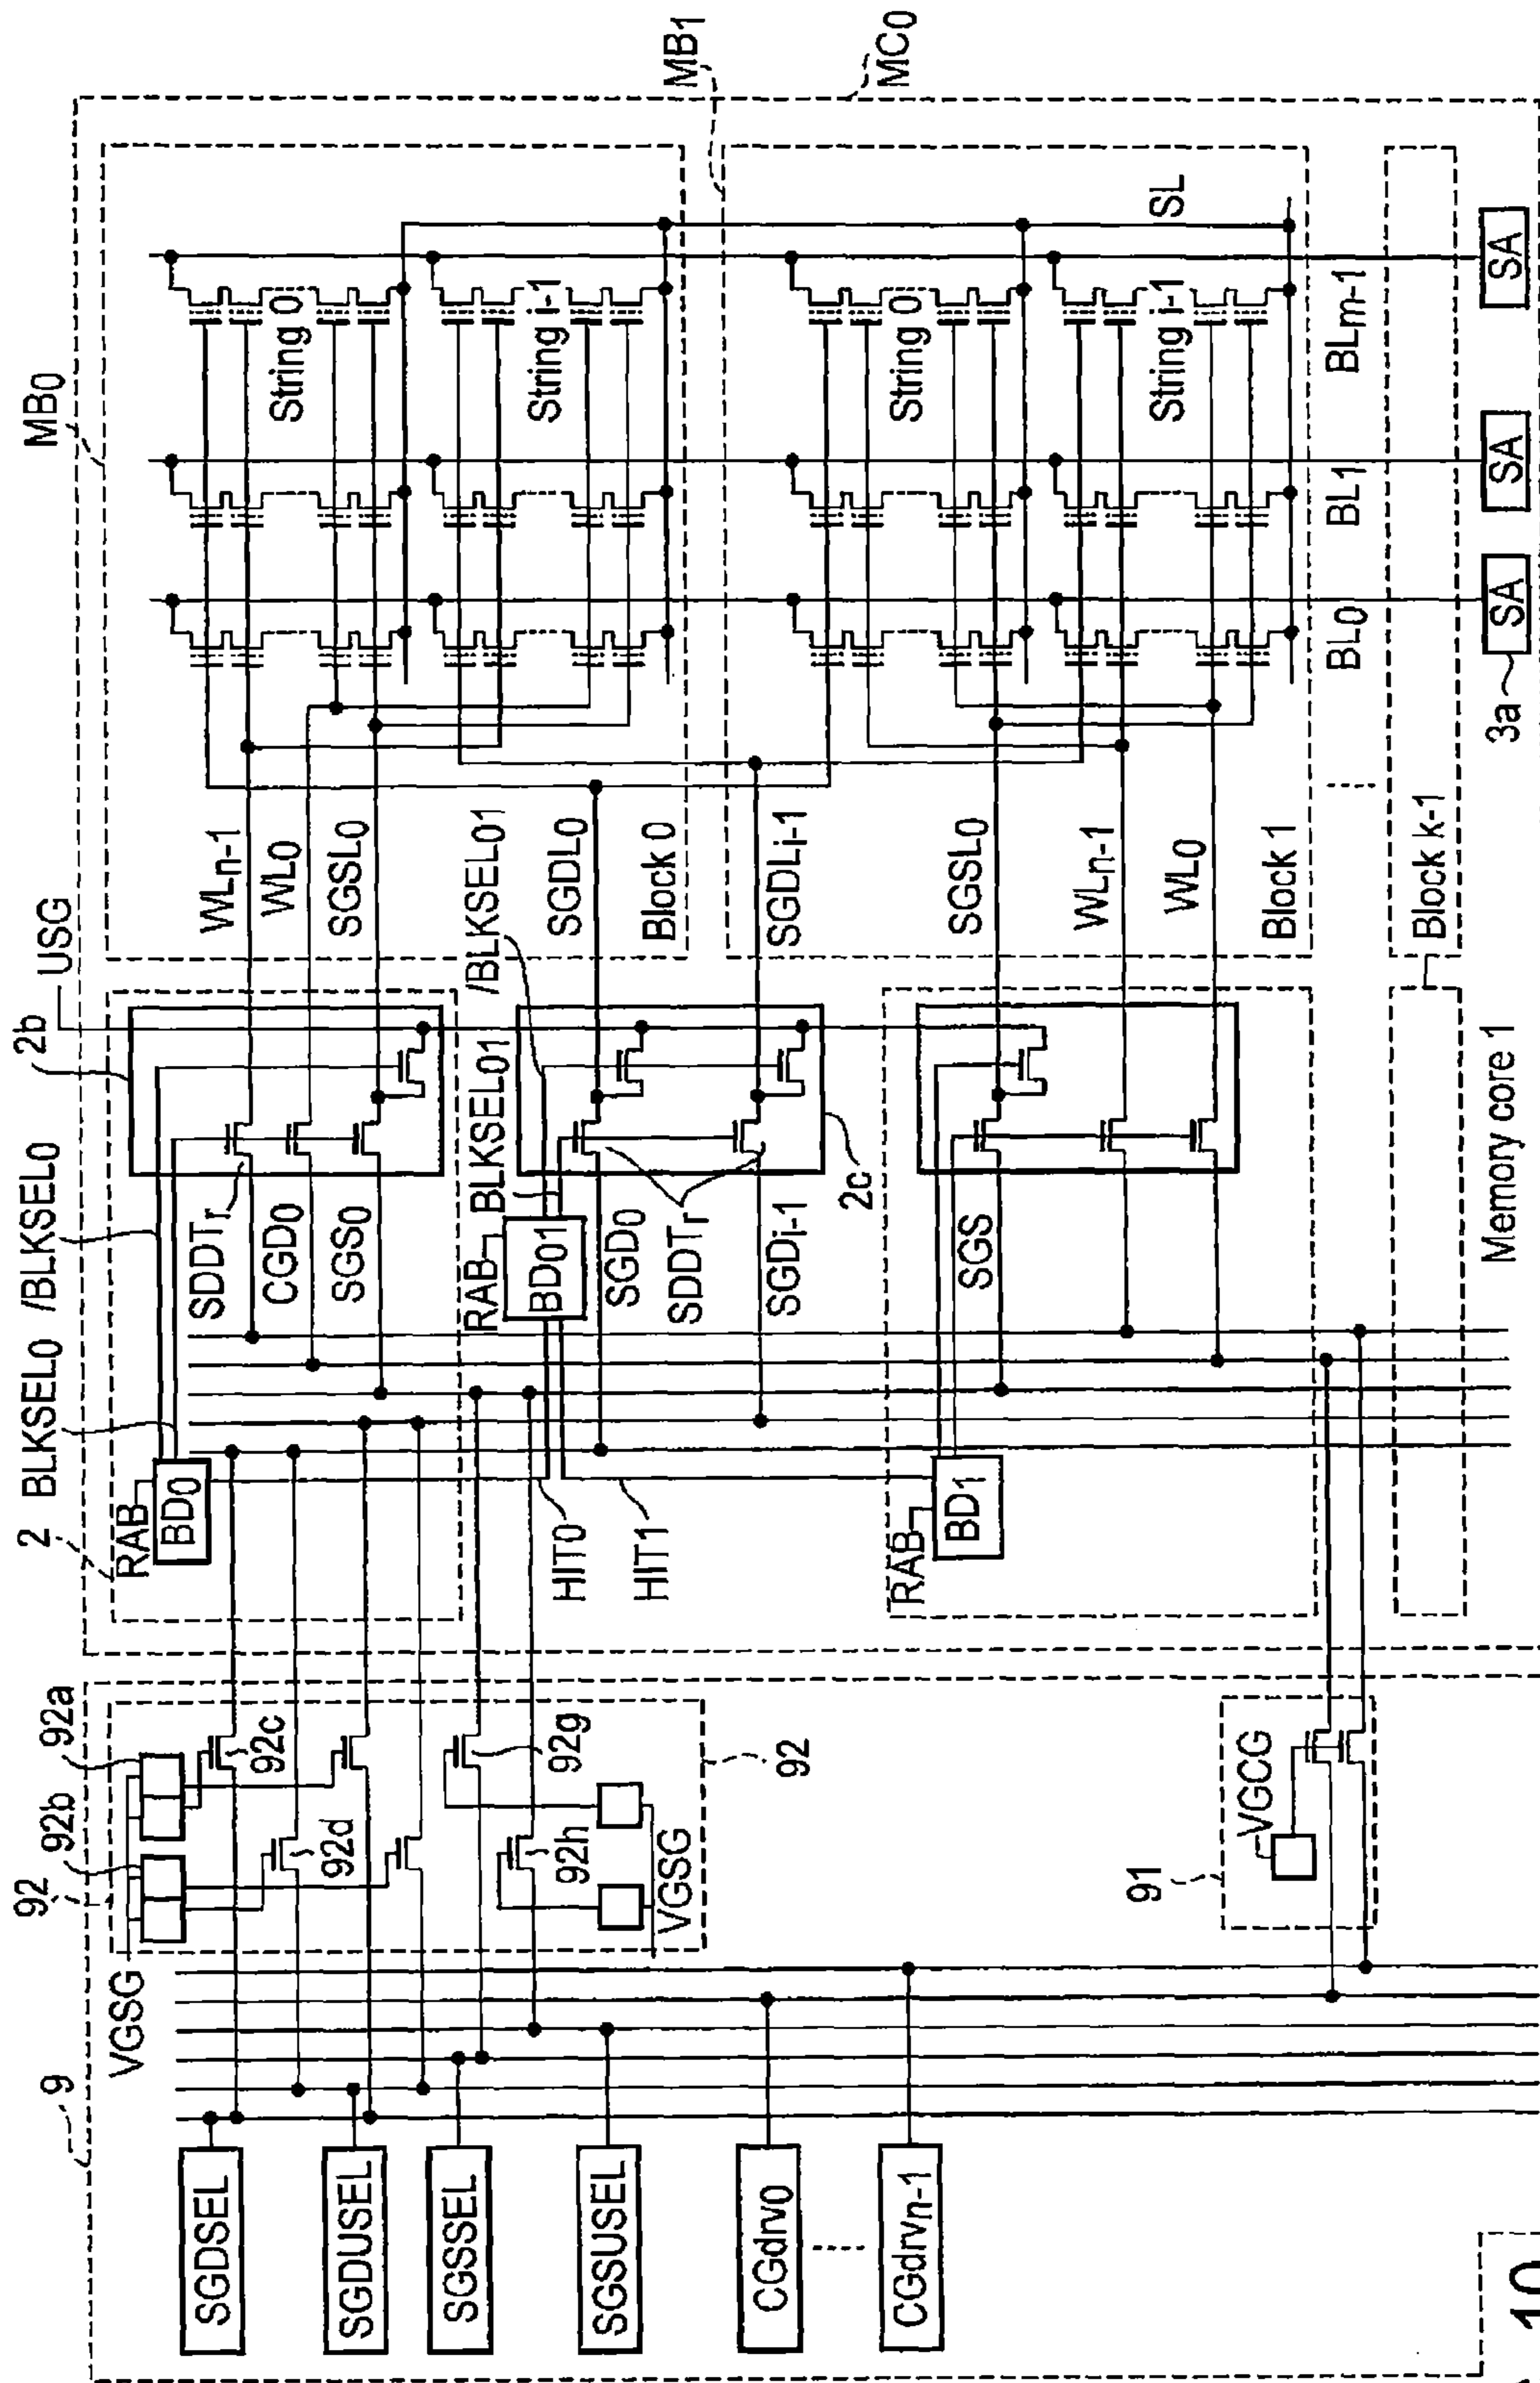 9
SGDSEL
SGDUSEL
SGSSEL
SGSUSEL
CGdrv0
CGdrvn-1
VGSG
92
92b
92a
92c
92d
92g
92h
VGSG
92
91
VGCG
2
BLKSEL0
/BLKSEL0
2b
USG
RAB
BD0
SDDTr
CGD0
SGS0
HIT0
HIT1
RAB
BD01
BLKSEL01
/BLKSEL01
SGD0
SDDTr
SGDi-1
2c
RAB
BD1
SGS
Memory core 1
MB0
WLn-1
WL0
SGSL0
SGDL0
Block 0
String 0
String i-1
MB1
MC0
SGDLi-1
SGSL0
WLn-1
WL0
Block 1
String 0
String i-1
SL
BL0
BL1
BLm-1
Block k-1
3a
SA
SA
SA
10